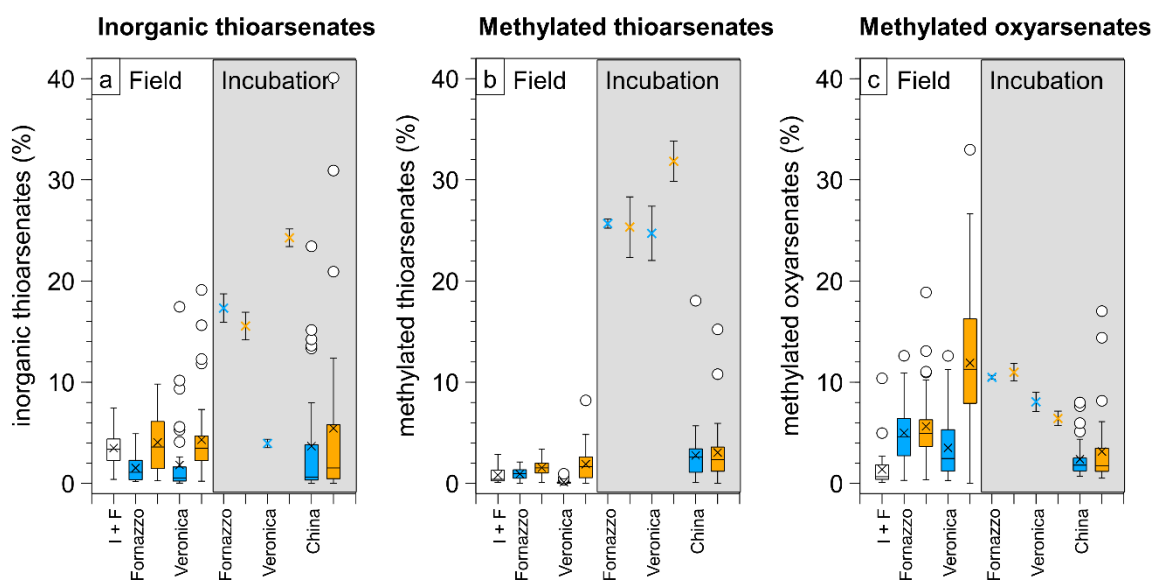 Inorganic thioarsenates
Methylated thioarsenates
Methylated oxyarsenates
inorganic thioarsenates (%)
40
30
20
10
0
a
Field
Incubation
I + F
Fornazzo
Veronica
Fornazzo
Veronica
China
methylated thioarsenates (%)
40
30
20
10
0
b
Field
Incubation
I + F
Fornazzo
Veronica
Fornazzo
Veronica
China
methylated oxyarsenates (%)
40
30
20
10
0
c
Field
Incubation
I + F
Fornazzo
Veronica
Fornazzo
Veronica
China